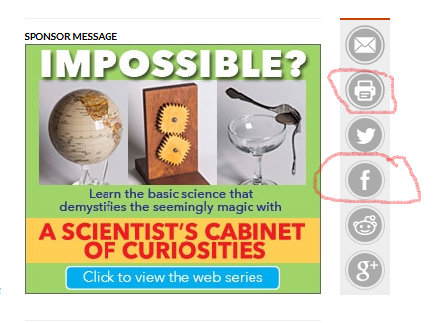 SPONSOR MESSAGE
IMPOSSIBLE?
Learn the basic science that
demystifies the seemingly magic with
A SCIENTIST'S CABINET
OF CURIOSITIES
Click to view the web series
f
g+